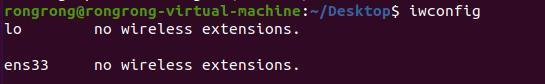 rongrong@rongrong-virtual-machine:~/Desktop$ iwconfig
lo        no wireless extensions.
ens33     no wireless extensions.